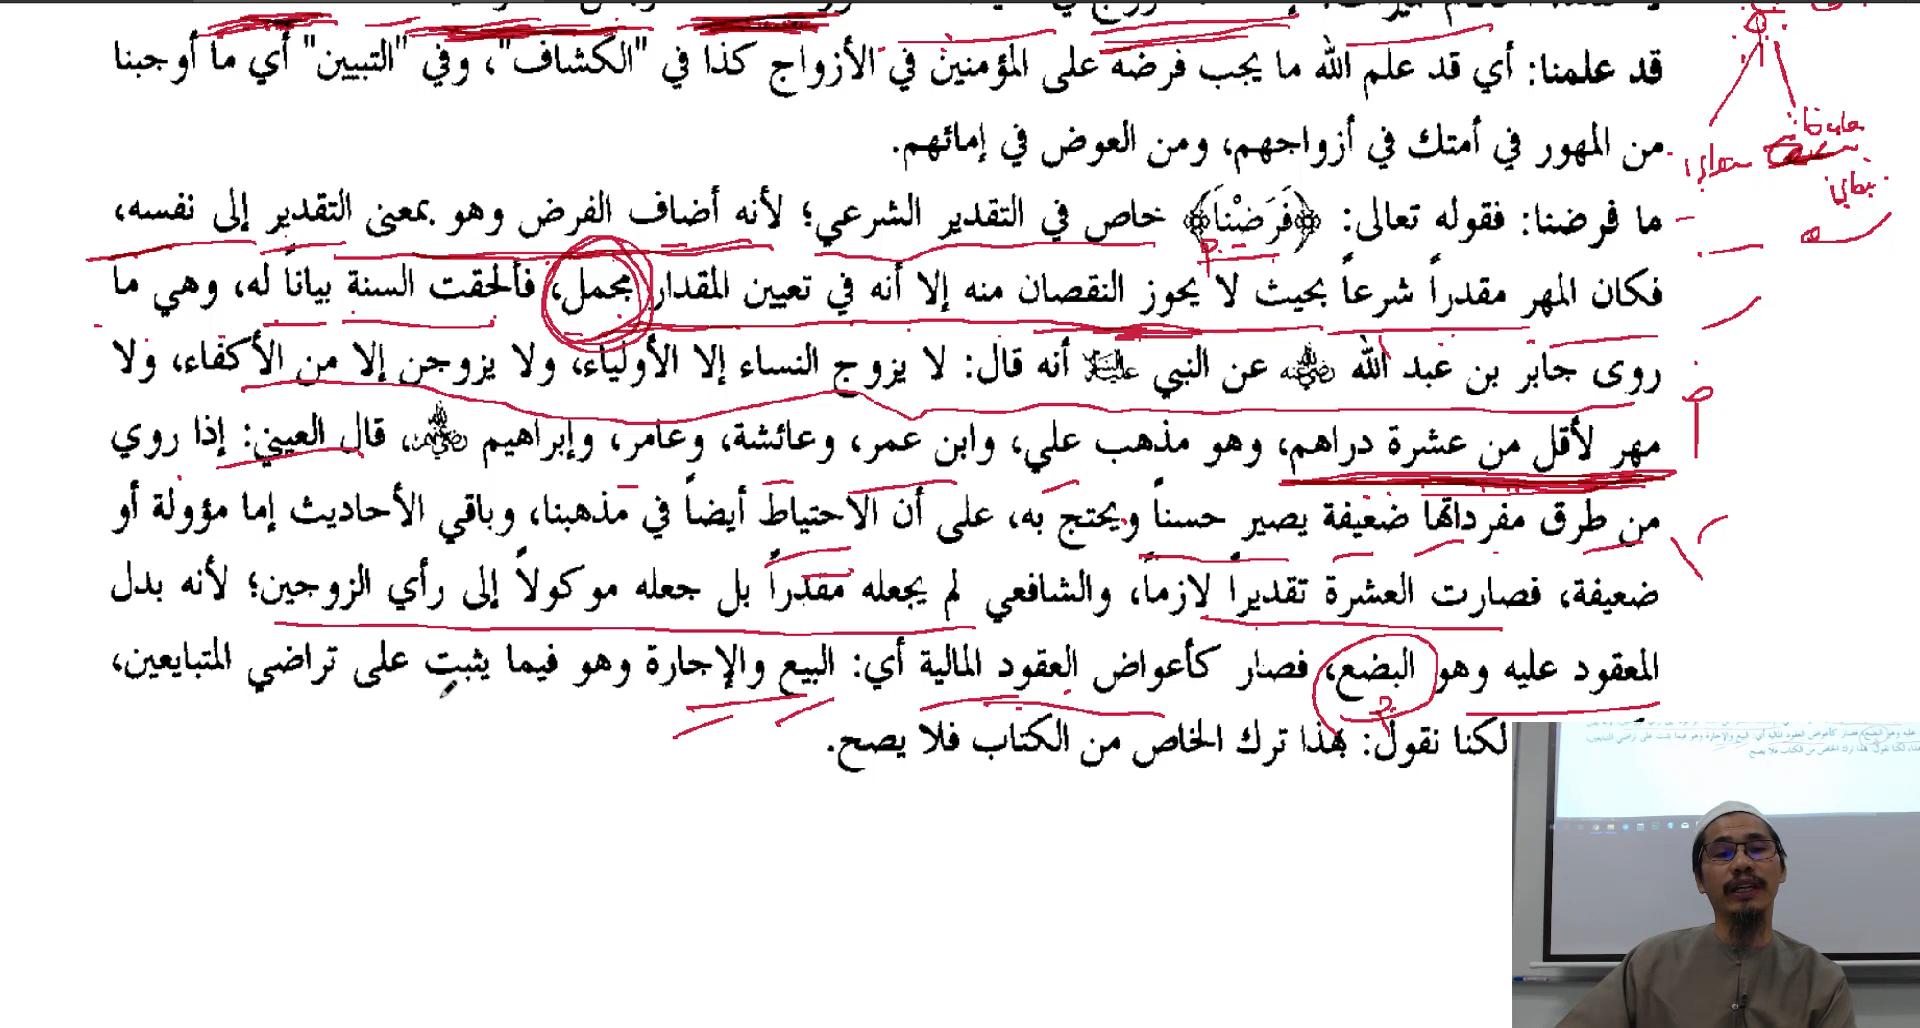 قد علمنا: أي قد علم الله ما يجب فرضه على المؤمنين في الأزواج كذا في "الكشاف"، وفي "التبيين" أي ما أوجبنا
من المهور في أمتك في أزواجهم، ومن العوض في إمائهم.
ما فرضنا: فقوله تعالى: ﴿فَرَضْنَا﴾ خاص في التقدير الشرعي؛ لأنه أضاف الفرض وهو بمعنى التقدير إلى نفسه،
فكان المهر مقدراً شرعاً بحيث لا يجوز النقصان منه إلا أنه في تعيين المقدار مجمل، فألحقت السنة بياناً له، وهي ما
روى جابر بن عبد الله رضي الله عنه عن النبي عليه السلام أنه قال: لا يزوج النساء إلا الأولياء، ولا يزوجن إلا من الأكفاء، ولا
مهر لأقل من عشرة دراهم، وهو مذهب علي، وابن عمر، وعائشة، وعامر، وإبراهيم، قال العيني: إذا روي
من طرق مفرداتها ضعيفة يصير حسناً ويحتج به، على أن الاحتياط أيضاً في مذهبنا، وباقي الأحاديث إما مؤولة أو
ضعيفة، فصارت العشرة تقديراً لازماً، والشافعي لم يجعله مقدراً بل جعله موكولاً إلى رأي الزوجين؛ لأنه بدل
المعقود عليه وهو البضع، فصار كأعواض العقود المالية أي: البيع والإجارة وهو فيما يثبت على تراضي المتبايعين،
لكنا نقول: هذا ترك الخاص من الكتاب فلا يصح.